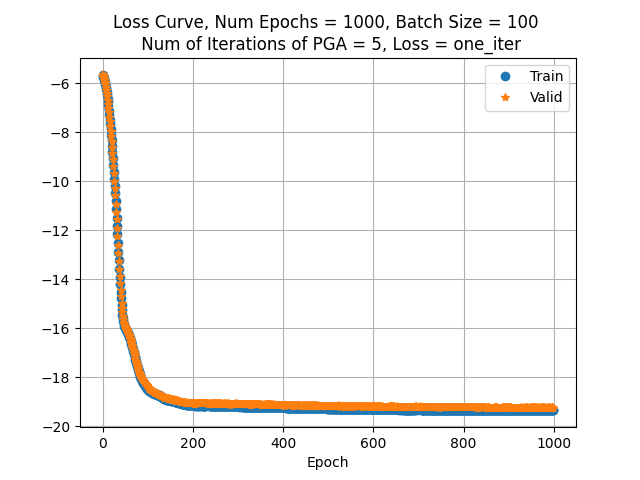 Loss Curve, Num Epochs = 1000, Batch Size = 100
Num of Iterations of PGA = 5, Loss = one_iter
Train
Valid
−6
−8
−10
−12
−14
−16
−18
−20
0 200 400 600 800 1000
Epoch